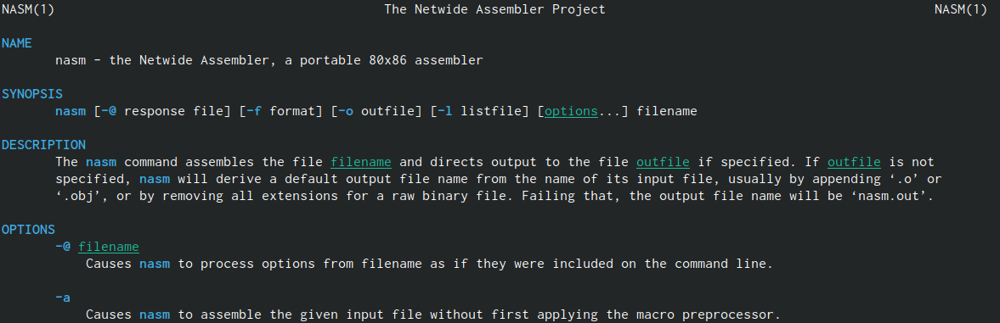 NASM(1) The Netwide Assembler Project NASM(1)
NAME
nasm - the Netwide Assembler, a portable 80x86 assembler
SYNOPSIS
nasm [-@ response file] [-f format] [-o outfile] [-l listfile] [options...] filename
DESCRIPTION
The nasm command assembles the file filename and directs output to the file outfile if specified. If outfile is not
specified, nasm will derive a default output file name from the name of its input file, usually by appending ‘.o’ or
‘.obj’, or by removing all extensions for a raw binary file. Failing that, the output file name will be ‘nasm.out’.
OPTIONS
-@ filename
Causes nasm to process options from filename as if they were included on the command line.
-a
Causes nasm to assemble the given input file without first applying the macro preprocessor.